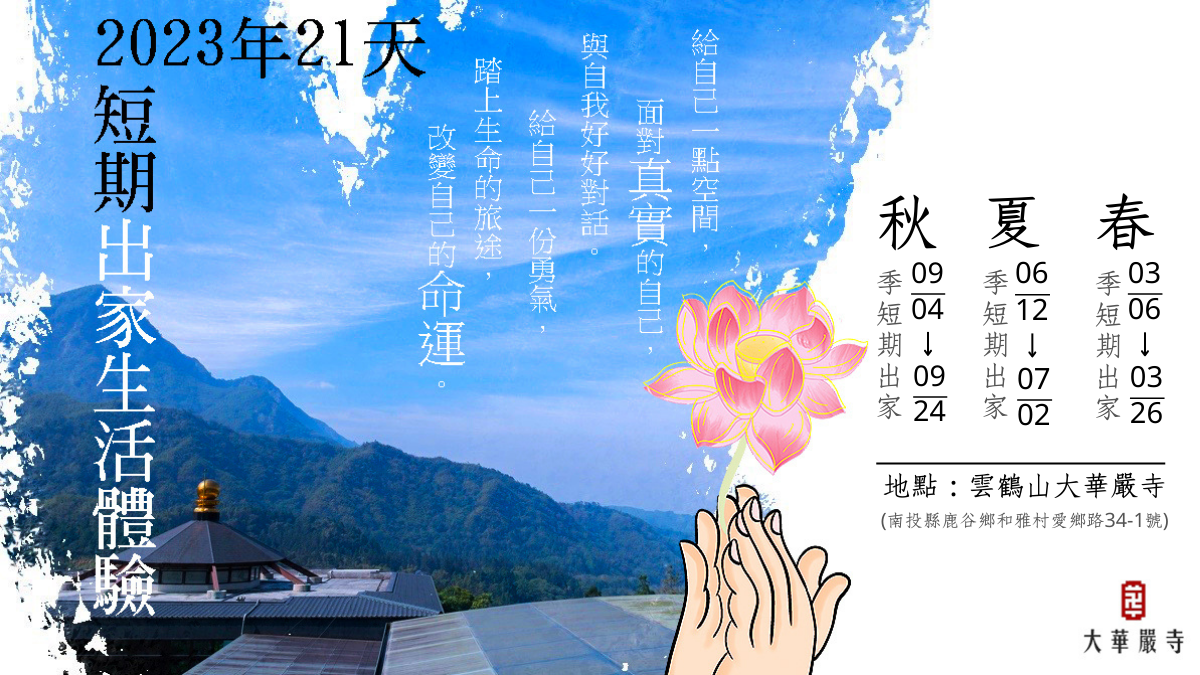 2023年21天
短期出家生活體驗
給自己一點空間，
面對真實的自己，
與自我好好對話。
給自己一份勇氣，
踏上生命的旅途，
改變自己的命運。
春
季短期出家
03
06
↓
03
26
夏
季短期出家
06
12
↓
07
02
秋
季短期出家
09
04
↓
09
24
地點：雲鶴山大華嚴寺
(南投縣鹿谷鄉和雅村愛鄉路34-1號)
大華嚴寺